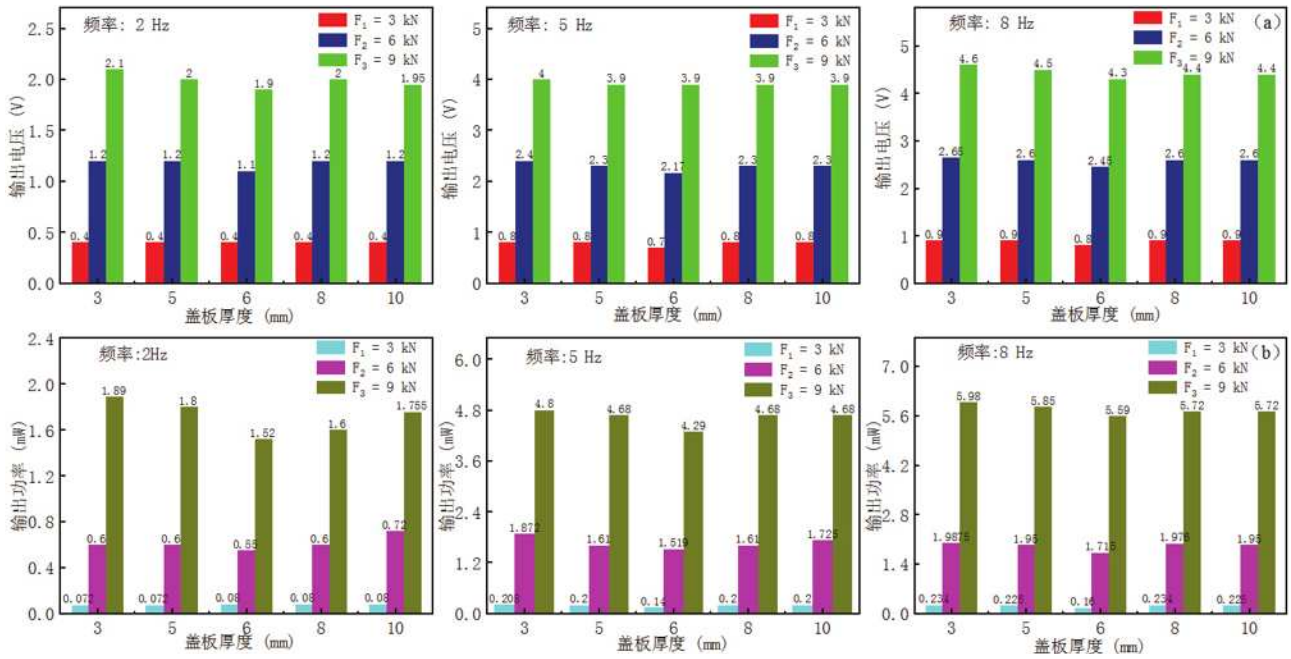 频率: 2 Hz
F₁ = 3 kN
F₂ = 6 kN
F₃ = 9 kN
输出电压 (V)
2.5
2.0
1.5
1.0
0.5
0.0
0.4 1.2 2.1
0.4 1.2 2
0.4 1.1 1.9
0.4 1.2 2
0.4 1.2 1.95
3 5 6 8 10
盖板厚度 (mm)
频率: 5 Hz
F₁ = 3 kN
F₂ = 6 kN
F₃ = 9 kN
输出电压 (V)
5
4
3
2
1
0
0.8 2.4 4
0.8 2.3 3.9
0.7 2.17 3.9
0.8 2.3 3.9
0.8 2.3 3.9
3 5 6 8 10
盖板厚度 (mm)
频率: 8 Hz
(a)
F₁ = 3 kN
F₂ = 6 kN
F₃ = 9 kN
输出电压 (V)
5
4
3
2
1
0
0.9 2.65 4.6
0.9 2.6 4.5
0.8 2.45 4.3
0.9 2.6 4.4
0.9 2.6 4.4
3 5 6 8 10
盖板厚度 (mm)
频率:2Hz
F₁ = 3 kN
F₂ = 6 kN
F₃ = 9 kN
输出功率 (mW)
2.4
2.0
1.6
1.2
0.8
0.4
0.0
0.072 0.6 1.89
0.072 0.6 1.8
0.08 0.55 1.52
0.08 0.6 1.6
0.08 0.72 1.755
3 5 6 8 10
盖板厚度 (mm)
频率:5 Hz
F₁ = 3 kN
F₂ = 6 kN
F₃ = 9 kN
输出功率 (mW)
6.0
4.8
3.6
2.4
1.2
0.0
0.208 1.872 4.8
0.2 1.61 4.68
0.14 1.519 4.29
0.2 1.61 4.68
0.2 1.725 4.68
3 5 6 8 10
盖板厚度 (mm)
频率:8 Hz
(b)
F₁ = 3 kN
F₂ = 6 kN
F₃ = 9 kN
输出功率 (mW)
7.0
5.6
4.2
2.8
1.4
0.0
0.234 1.9875 5.98
0.225 1.95 5.85
0.16 1.715 5.59
0.234 1.976 5.72
0.225 1.95 5.72
3 5 6 8 10
盖板厚度 (mm)